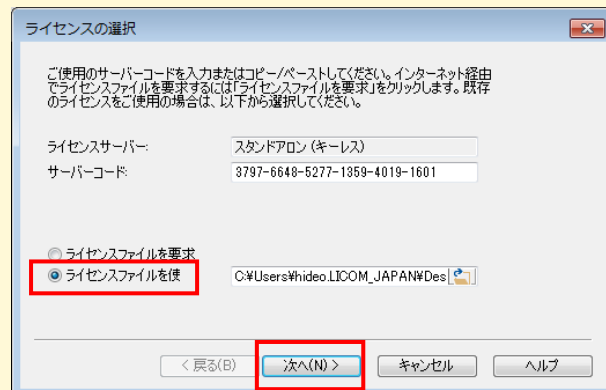 ライセンスの選択
ご使用のサーバーコードを入力またはコピー/ペーストしてください。インターネット経由
でライセンスファイルを要求するには「ライセンスファイルを要求」をクリックします。既存
のライセンスをご使用の場合は、以下から選択してください。
ライセンスサーバー: スタンドアロン (キーレス)
サーバーコード: 3797-6648-5277-1359-4019-1601
ライセンスファイルを要求
ライセンスファイルを使 C:¥Users¥hideo.LICOM_JAPAN¥Des
< 戻る(B) 次へ(N) > キャンセル ヘルプ